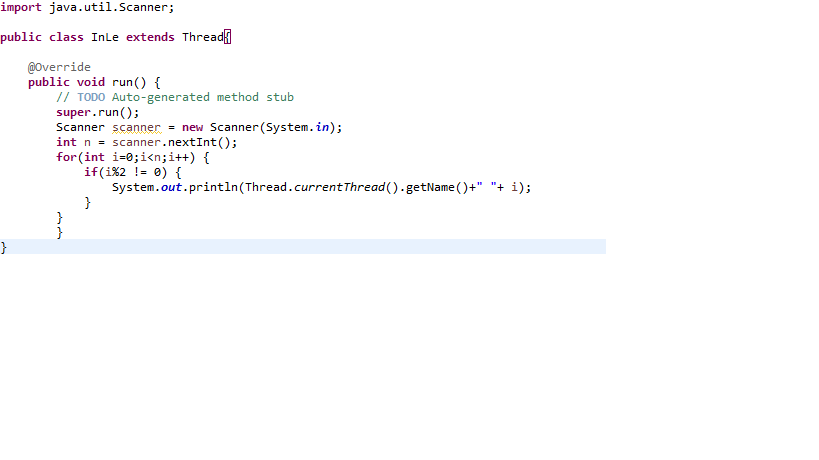 import java.util.Scanner;
public class InLe extends Thread{
@Override
public void run() {
// TODO Auto-generated method stub
super.run();
Scanner scanner = new Scanner(System.in);
int n = scanner.nextInt();
for(int i=0;i<n;i++) {
if(i%2 != 0) {
System.out.println(Thread.currentThread().getName()+" "+ i);
}
}
}
}